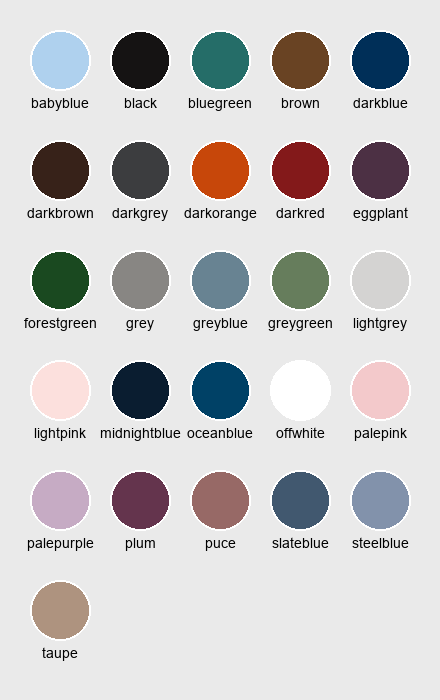 babyblue black bluegreen brown darkblue
darkbrown darkgrey darkorange darkred eggplant
forestgreen grey greyblue greygreen lightgrey
lightpink midnightblue oceanblue offwhite palepink
palepurple plum puce slateblue steelblue
taupe